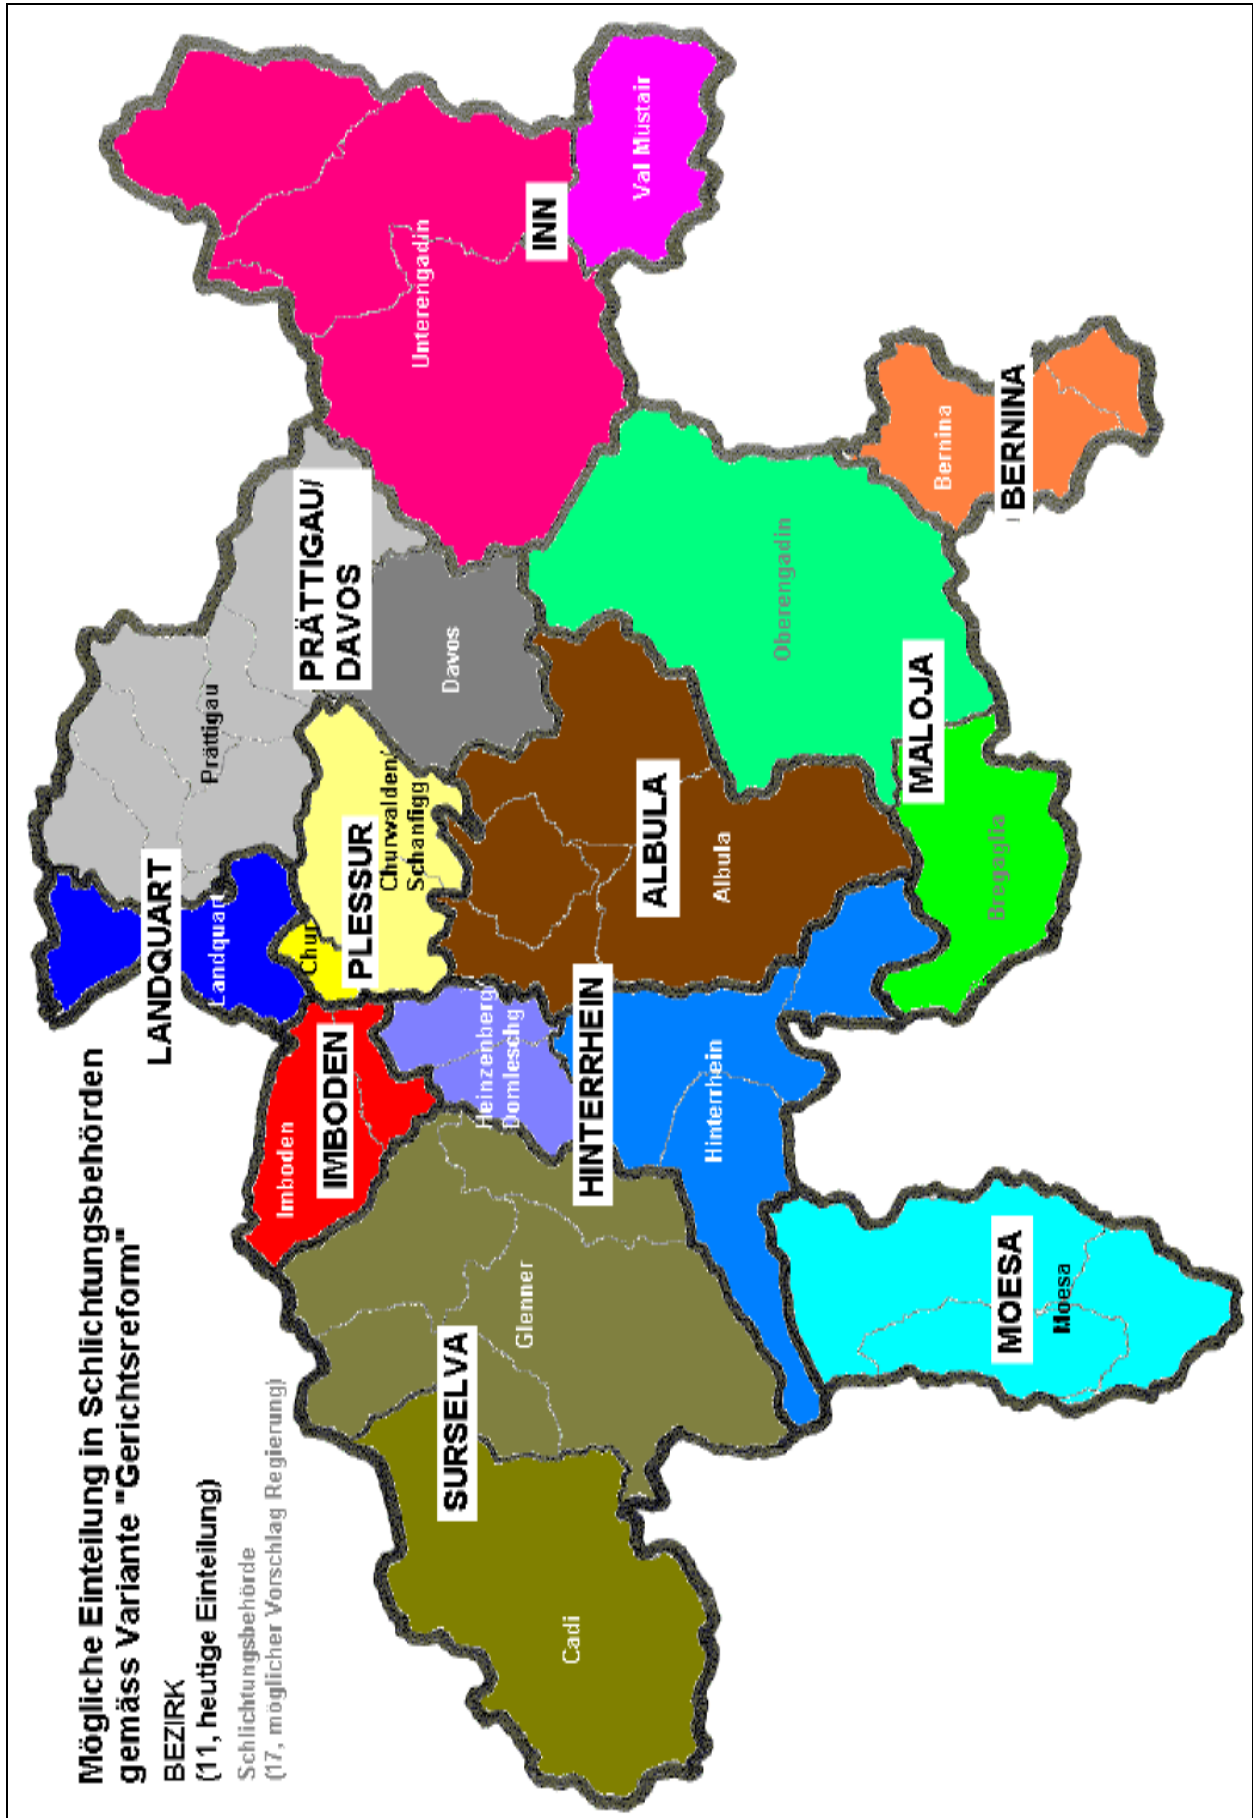 Mögliche Einteilung in Schlichtungsbehörden
gemäss Variante "Gerichtsreform"
BEZIRK
(11, heutige Einteilung)
Schlichtungsbehörde
(17, möglicher Vorschlag Regierung)
LANDQUART
Landquart
Prättigau
PRÄTTIGAU/
DAVOS
Davos
Chur
PLESSUR
Churwalden/
Schanfigg
Imboden
IMBODEN
Heinzenberg/
Domleschg
HINTERRHEIN
Hinterrhein
SURSELVA
Glenner
Cadi
ALBULA
Albula
Unterengadin
INN
Val Müstair
Oberengadin
MALOJA
Bregaglia
Bernina
BERNINA
MOESA
Moesa